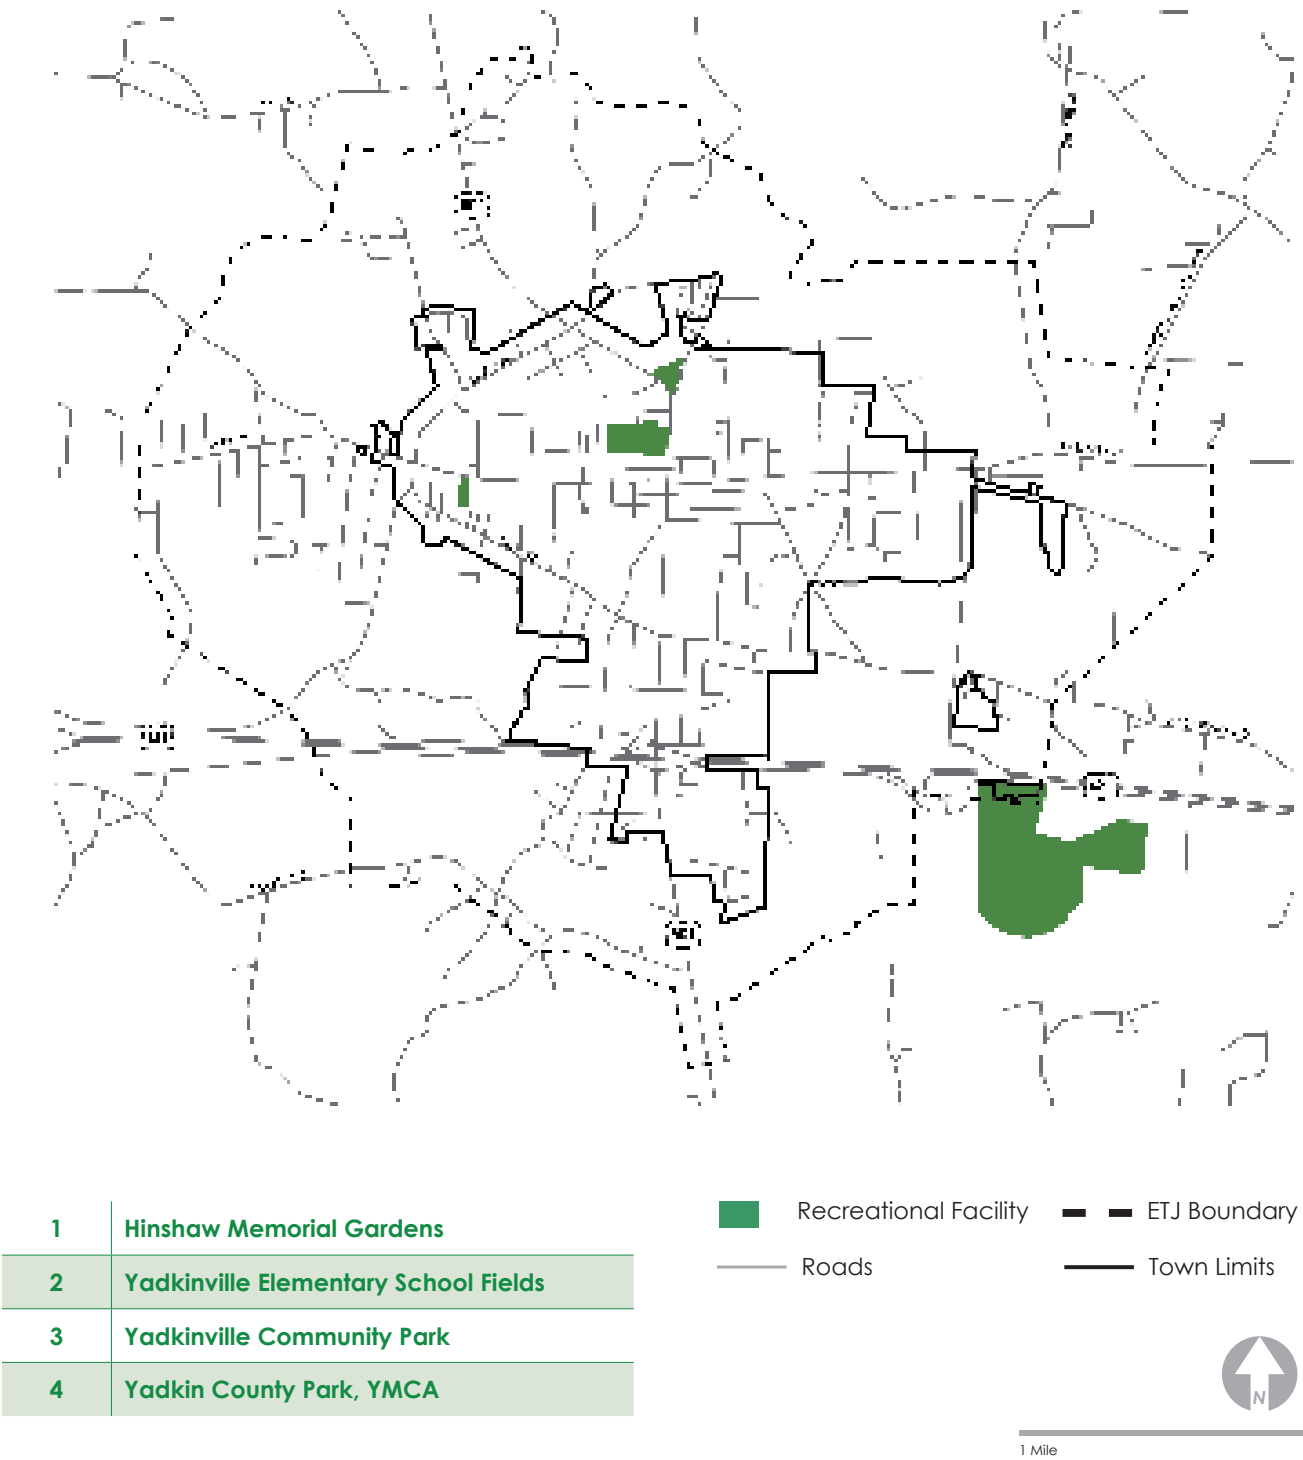 1 Hinshaw Memorial Gardens
2 Yadkinville Elementary School Fields
3 Yadkinville Community Park
4 Yadkin County Park, YMCA
Recreational Facility
ETJ Boundary
Roads
Town Limits
N
1 Mile